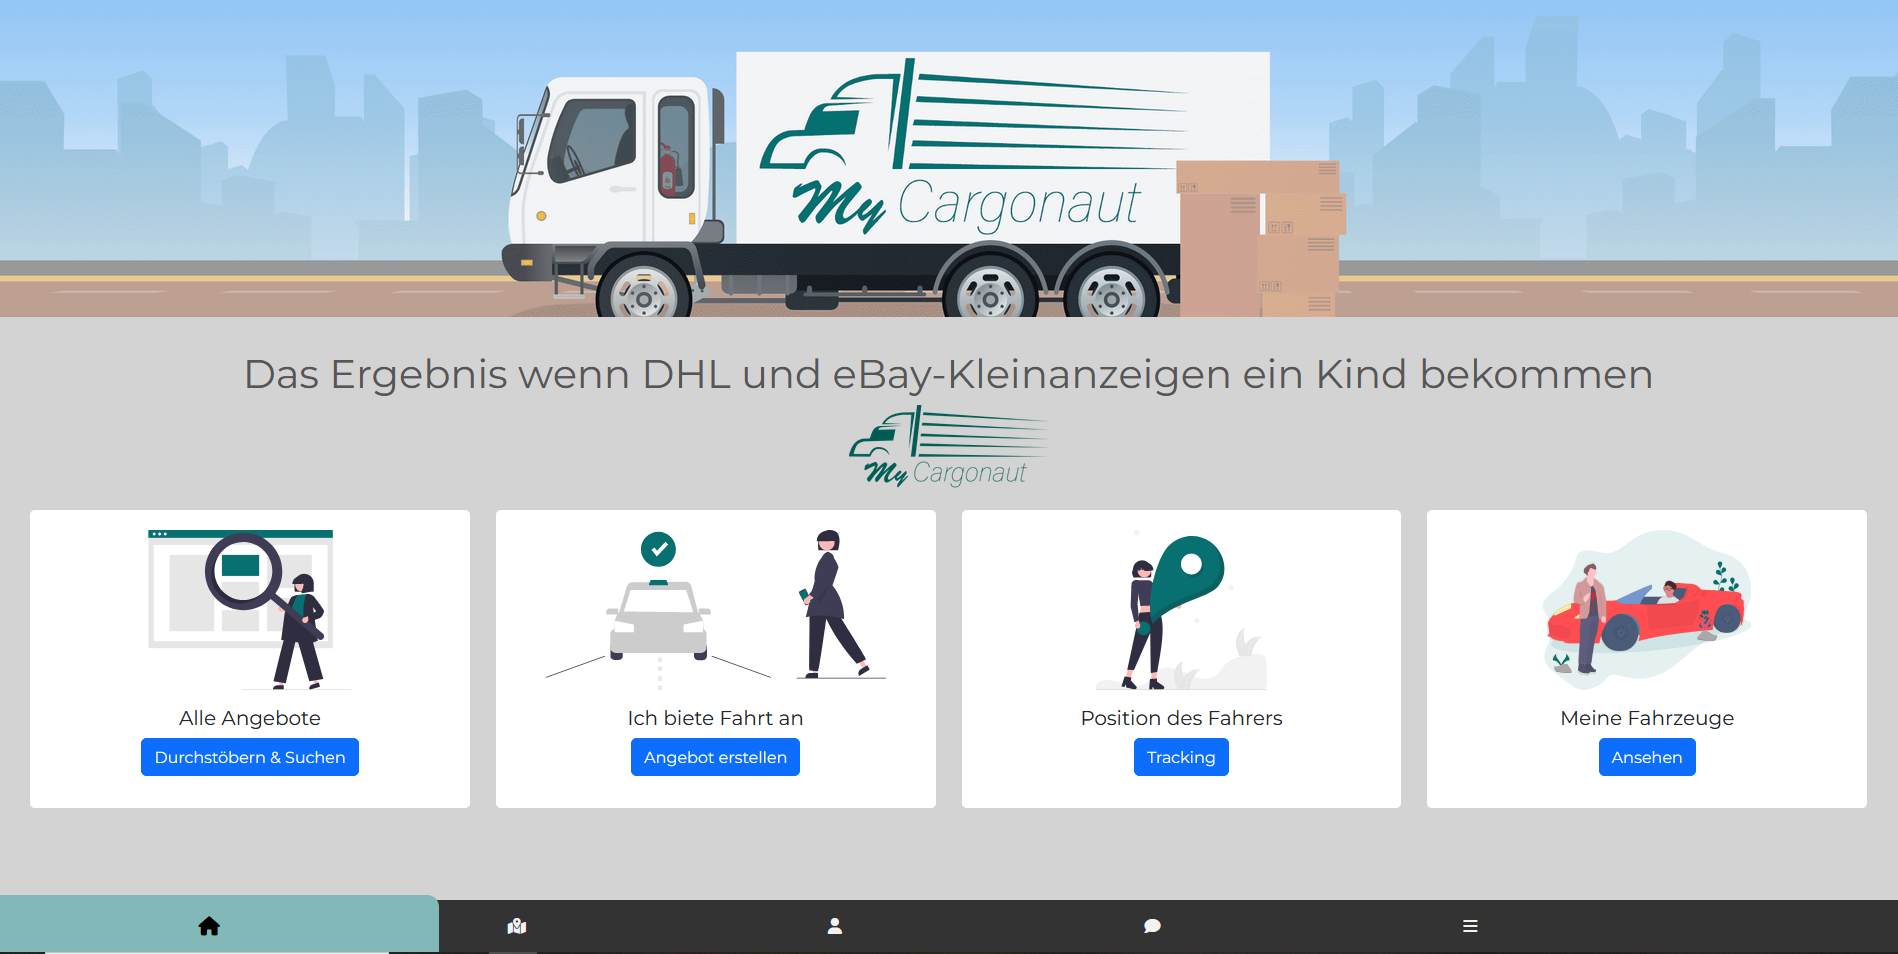 My Cargonaut
Das Ergebnis wenn DHL und eBay-Kleinanzeigen ein Kind bekommen
My Cargonaut
Alle Angebote
Durchstöbern & Suchen
Ich biete Fahrt an
Angebot erstellen
Position des Fahrers
Tracking
Meine Fahrzeuge
Ansehen